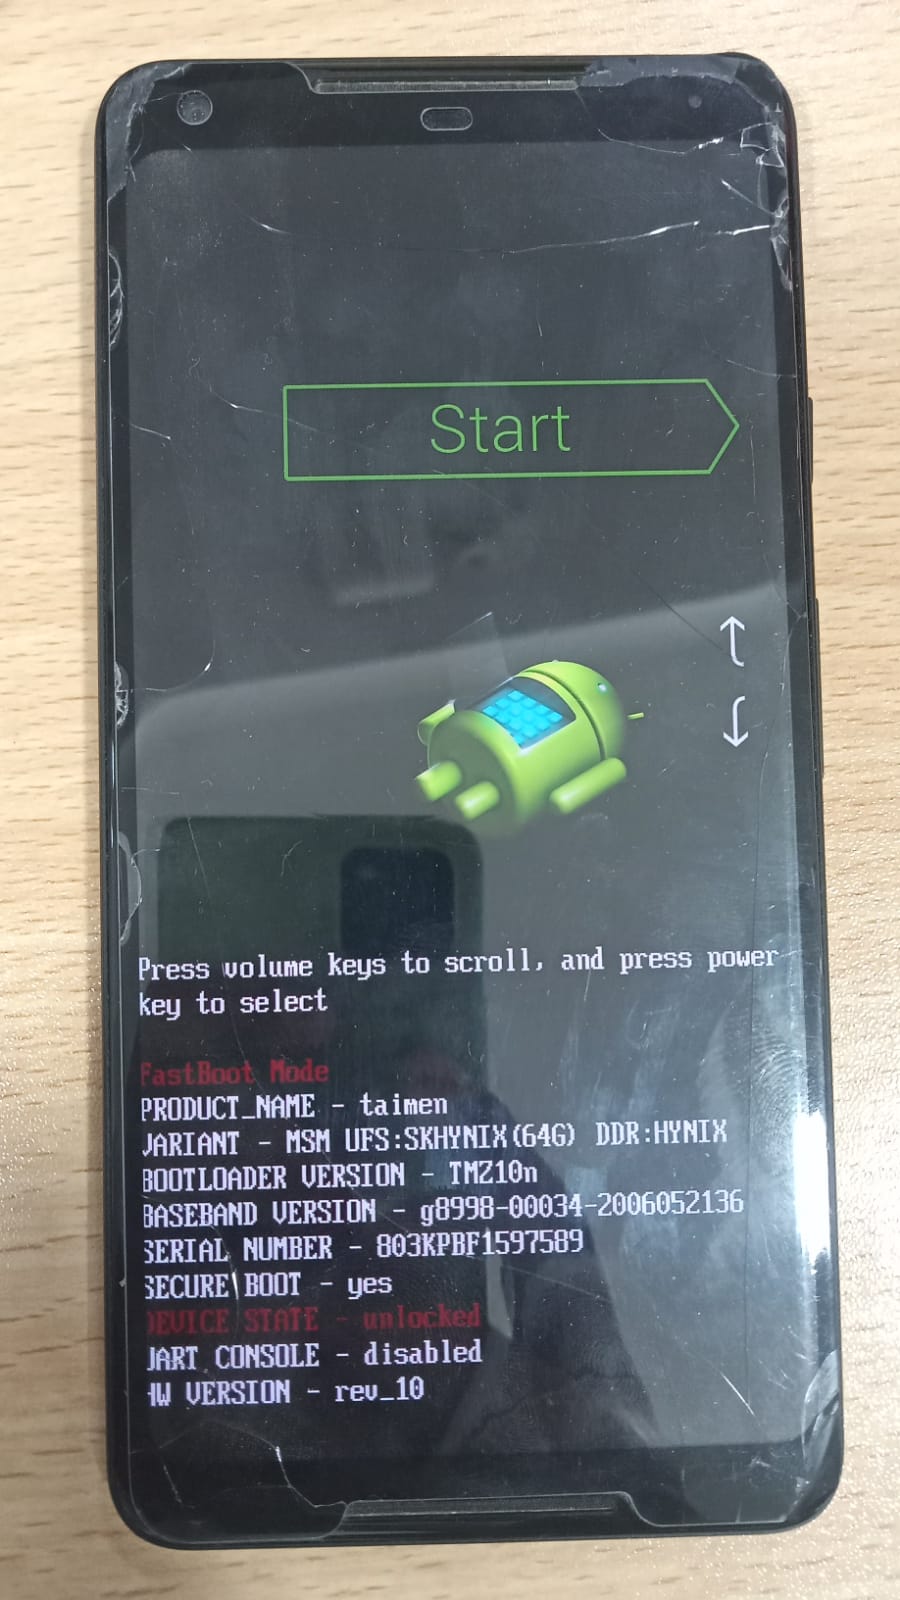 Start
Press volume keys to scroll, and press power
key to select
FastBoot Mode
PRODUCT_NAME - taimen
VARIANT - MSM UFS:SKHYNIX(64G) DDR:HYNIX
BOOTLOADER VERSION - TMZ10n
BASEBAND VERSION - g8998-00034-2006052136
SERIAL NUMBER - 803KPBF1597589
SECURE BOOT - yes
DEVICE STATE - unlocked
UART CONSOLE - disabled
HW VERSION - rev_10